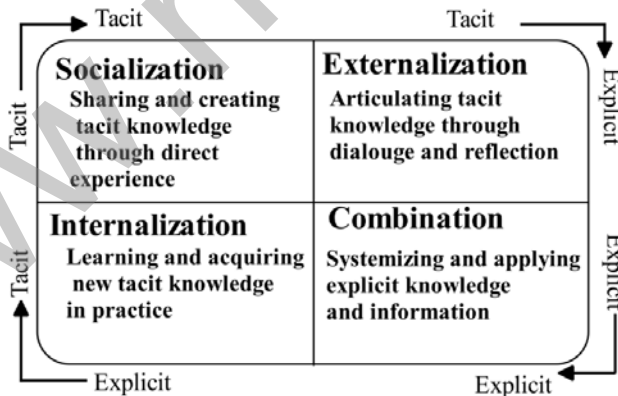 Tacit
Tacit
Tacit
Explicit
Socialization
Sharing and creating
tacit knowledge
through direct
experience
Externalization
Articulating tacit
knowledge through
dialouge and reflection
Internalization
Learning and acquiring
new tacit knowledge
in practice
Combination
Systemizing and applying
explicit knowledge
and information
Tacit
Explicit
Explicit
Explicit